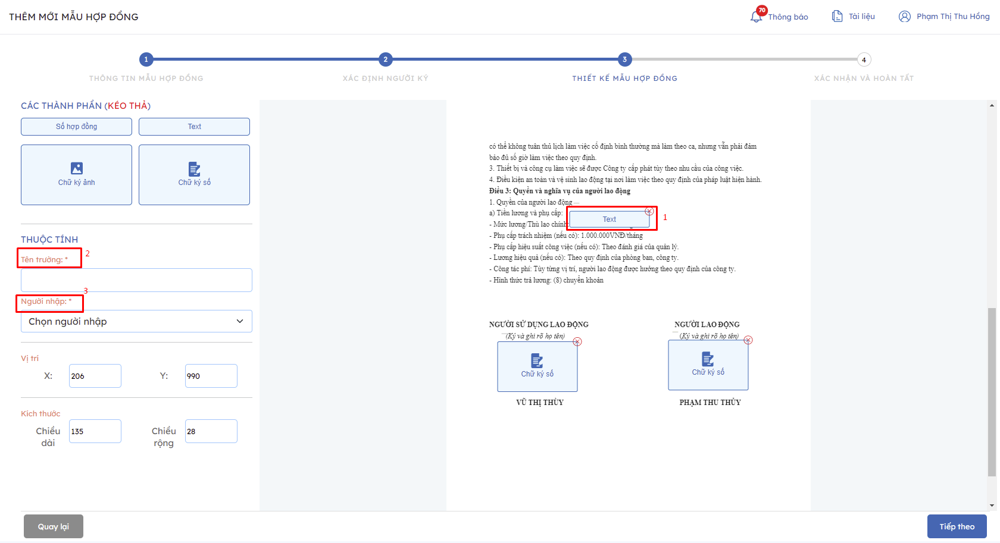 THÊM MỚI MẪU HỢP ĐỒNG
70
Thông báo
Tài liệu
Phạm Thị Thu Hồng
1
2
3
4
THÔNG TIN MẪU HỢP ĐỒNG
XÁC ĐỊNH NGƯỜI KÝ
THIẾT KẾ MẪU HỢP ĐỒNG
XÁC NHẬN VÀ HOÀN TẤT
CÁC THÀNH PHẦN (KÉO THẢ)
Số hợp đồng
Text
Chữ ký ảnh
Chữ ký số
THUỘC TÍNH
Tên trường: *
2
3
Người nhập: *
Chọn người nhập
Vị trí
X:
206
Y:
990
Kích thước
Chiều dài
135
Chiều rộng
28
có thể không tuân thủ lịch làm việc cố định bình thường mà làm theo ca, nhưng vẫn phải đảm
bảo đủ số giờ làm việc theo quy định.
3. Thiết bị và công cụ làm việc sẽ được Công ty cấp phát tùy theo nhu cầu của công việc.
4. Điều kiện an toàn và vệ sinh lao động tại nơi làm việc theo quy định của pháp luật hiện hành.
Điều 3: Quyền và nghĩa vụ của người lao động
1. Quyền của người lao động
a) Tiền lương và phụ cấp:
Text
1
- Mức lương/Thù lao chính:
- Phụ cấp trách nhiệm (nếu có): 1.000.000VNĐ/tháng
- Phụ cấp hiệu suất công việc (nếu có): Theo đánh giá của quản lý.
- Lương hiệu quả (nếu có): Theo quy định của phòng ban, công ty.
- Công tác phí: Tùy từng vị trí, người lao động được hưởng theo quy định của công ty.
- Hình thức trả lương: (8) chuyển khoản
NGƯỜI SỬ DỤNG LAO ĐỘNG
NGƯỜI LAO ĐỘNG
(Ký và ghi rõ họ tên)
(Ký và ghi rõ họ tên)
Chữ ký số
Chữ ký số
VŨ THỊ THÙY
PHẠM THU THỦY
Quay lại
Tiếp theo